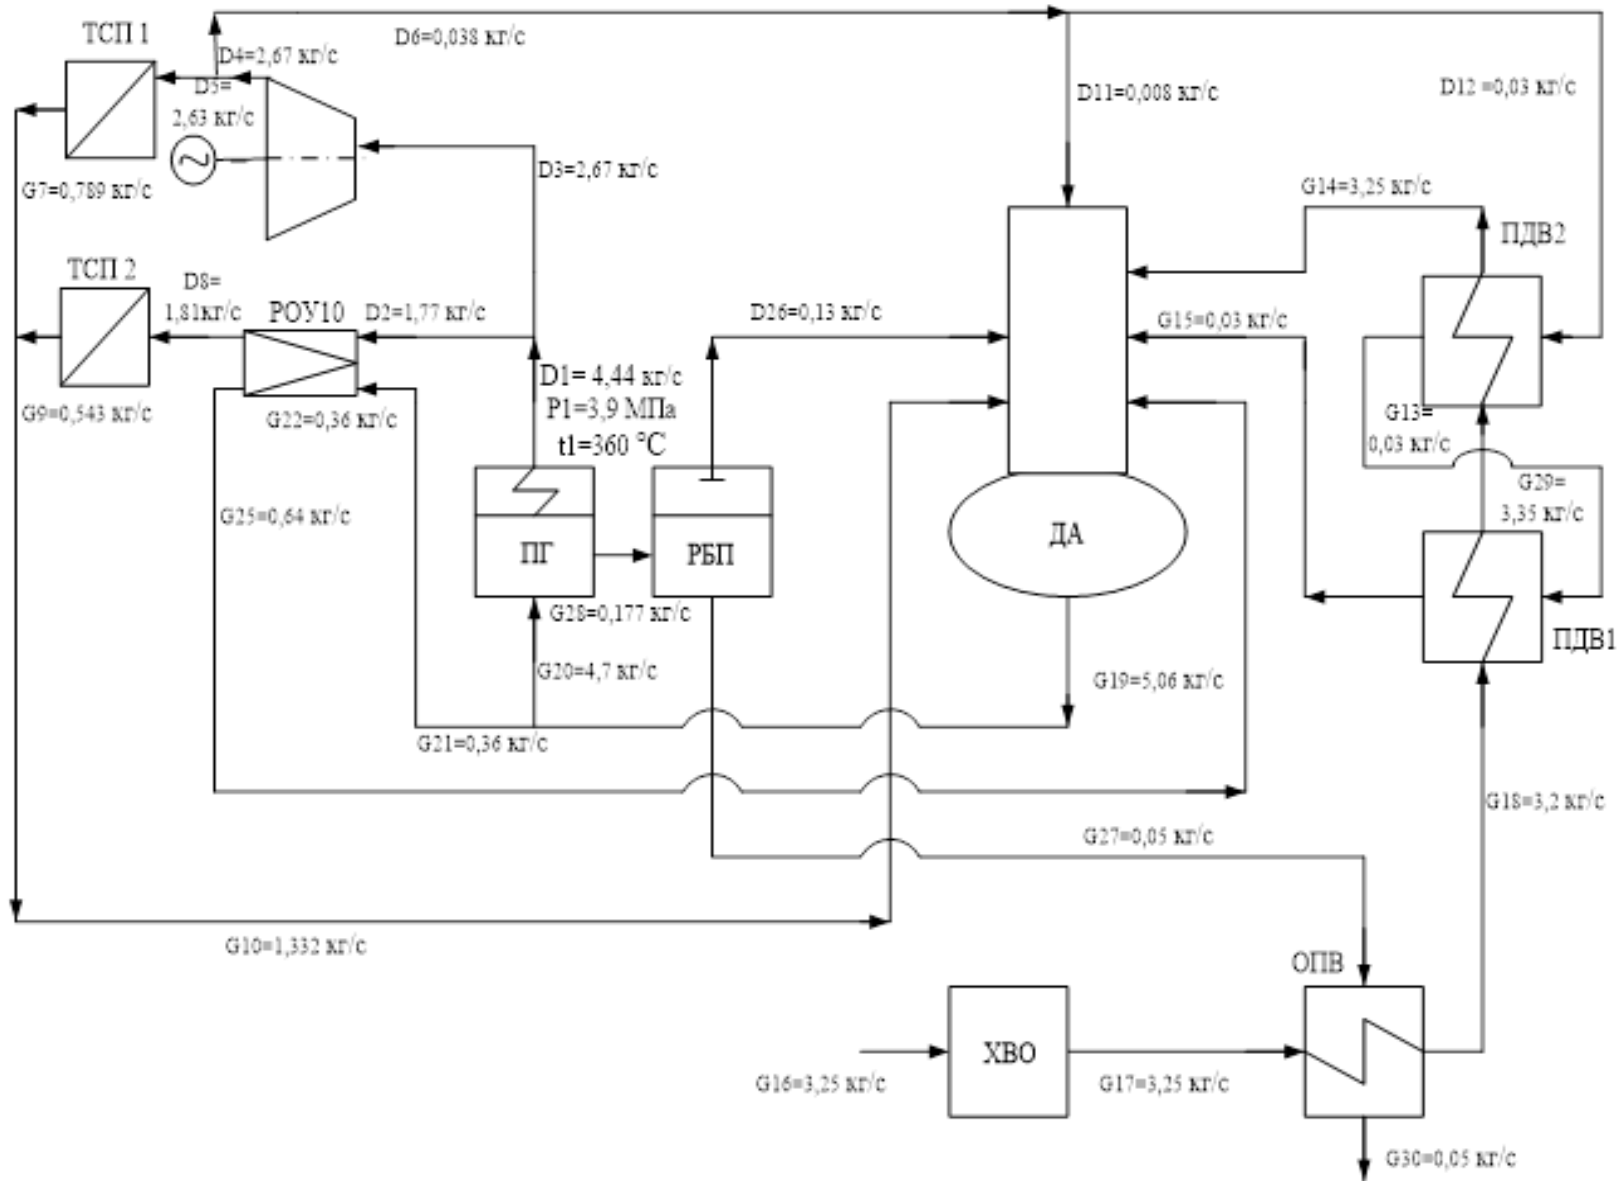 ТСП 1
D4=2,67 кг/с
D6=0,038 кг/с
D5=
2,63 кг/с
D11=0,008 кг/с
D12 =0,03 кг/с
G7=0,789 кг/с
D3=2,67 кг/с
G14=3,25 кг/с
ПДВ2
ТСП 2
D8=
1,81кг/с
РОУ10
D2=1,77 кг/с
D26=0,13 кг/с
G15=0,03 кг/с
D1= 4,44 кг/с
P1=3,9 МПа
t1=360 °C
G9=0,543 кг/с
G22=0,36 кг/с
G13=
0,03 кг/с
G29=
3,35 кг/с
G25=0,64 кг/с
ПГ
РБП
ДА
G28=0,177 кг/с
ПДВ1
G20=4,7 кг/с
G19=5,06 кг/с
G21=0,36 кг/с
G18=3,2 кг/с
G27=0,05 кг/с
G10=1,332 кг/с
ОПВ
ХВО
G16=3,25 кг/с
G17=3,25 кг/с
G30=0,05 кг/с